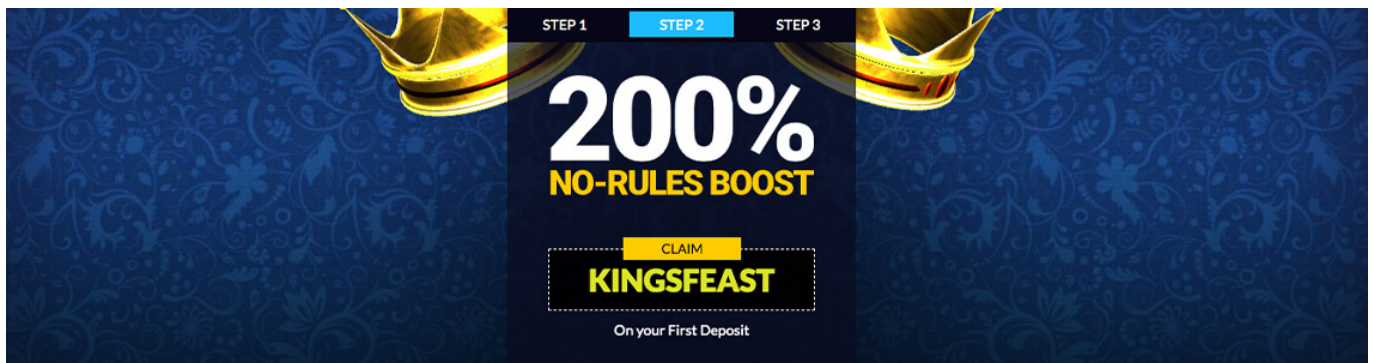 STEP 1 STEP 2 STEP 3
200%
NO-RULES BOOST
CLAIM
KINGSFEAST
On your First Deposit